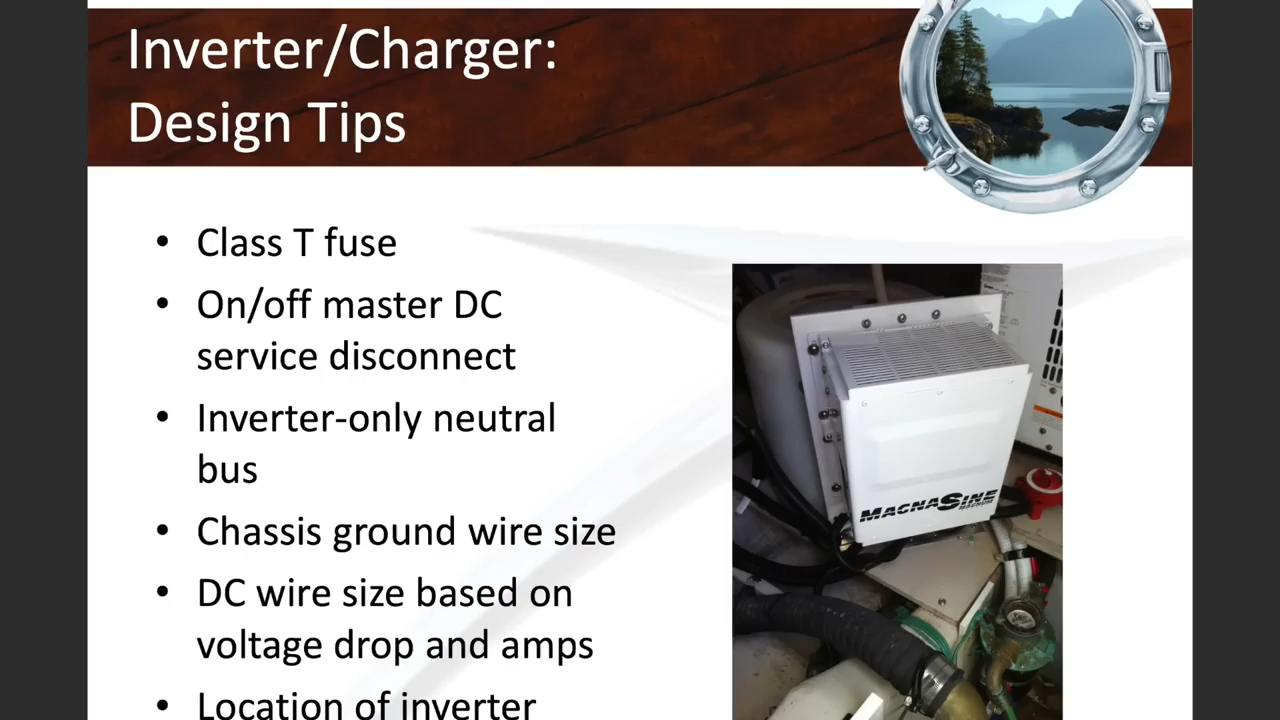 Inverter/Charger:
Design Tips
• Class T fuse
• On/off master DC
service disconnect
• Inverter-only neutral
bus
• Chassis ground wire size
• DC wire size based on
voltage drop and amps
• Location of inverter
MAGNASINE
MAGNUM